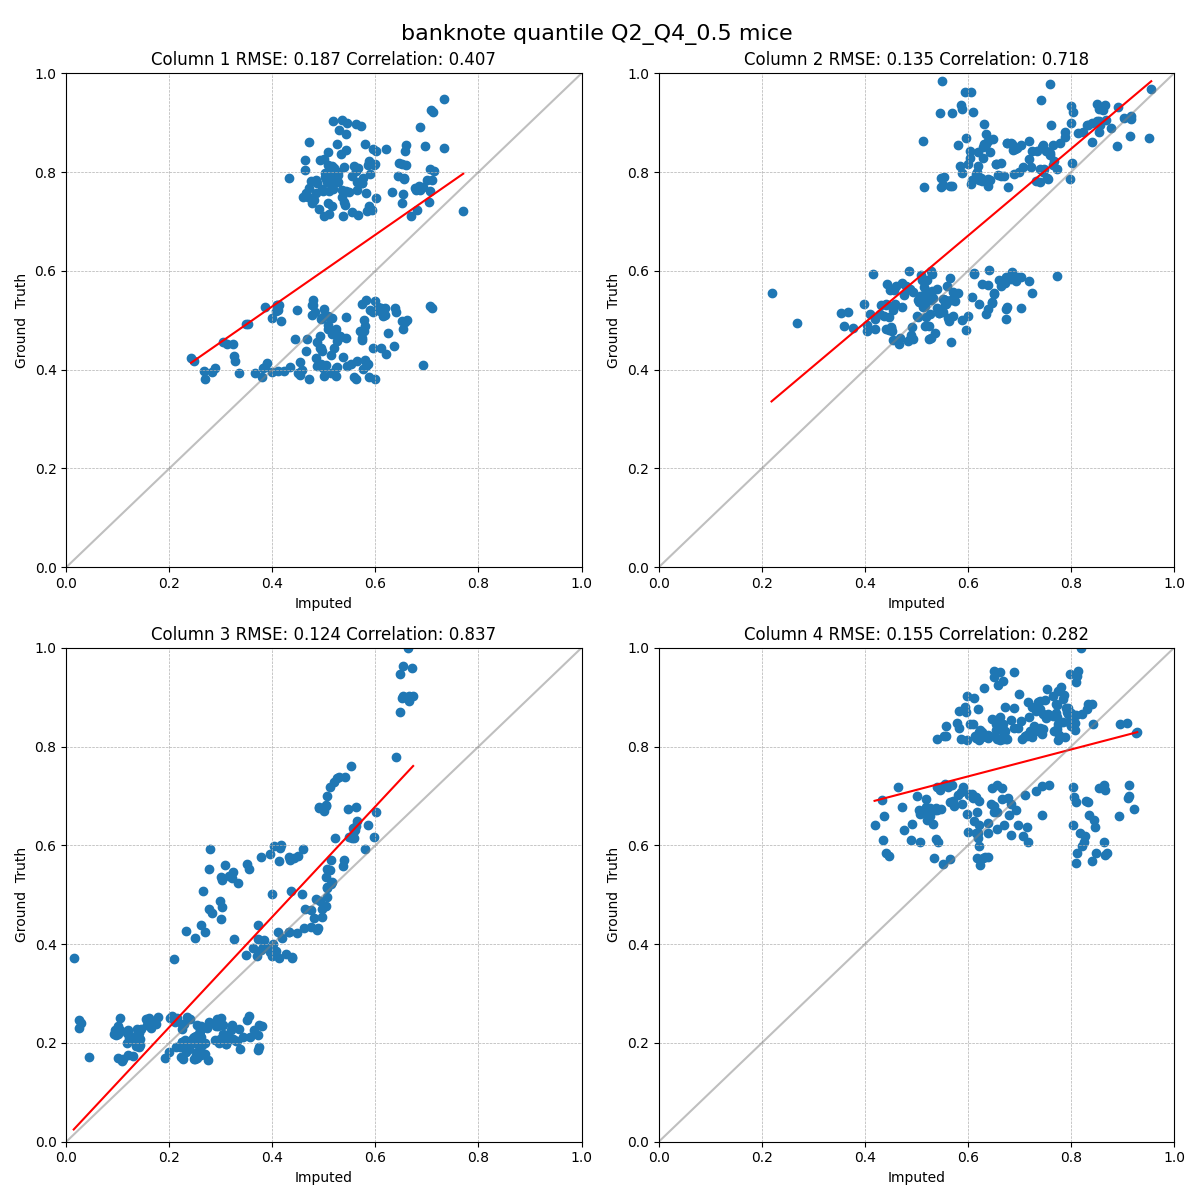 banknote quantile Q2_Q4_0.5 mice
Column 1 RMSE: 0.187 Correlation: 0.407
1.0
0.8
0.6
0.4
0.2
0.0
Ground Truth
0.0 0.2 0.4 0.6 0.8 1.0
Imputed
Column 2 RMSE: 0.135 Correlation: 0.718
1.0
0.8
0.6
0.4
0.2
0.0
Ground Truth
0.0 0.2 0.4 0.6 0.8 1.0
Imputed
Column 3 RMSE: 0.124 Correlation: 0.837
1.0
0.8
0.6
0.4
0.2
0.0
Ground Truth
0.0 0.2 0.4 0.6 0.8 1.0
Imputed
Column 4 RMSE: 0.155 Correlation: 0.282
1.0
0.8
0.6
0.4
0.2
0.0
Ground Truth
0.0 0.2 0.4 0.6 0.8 1.0
Imputed